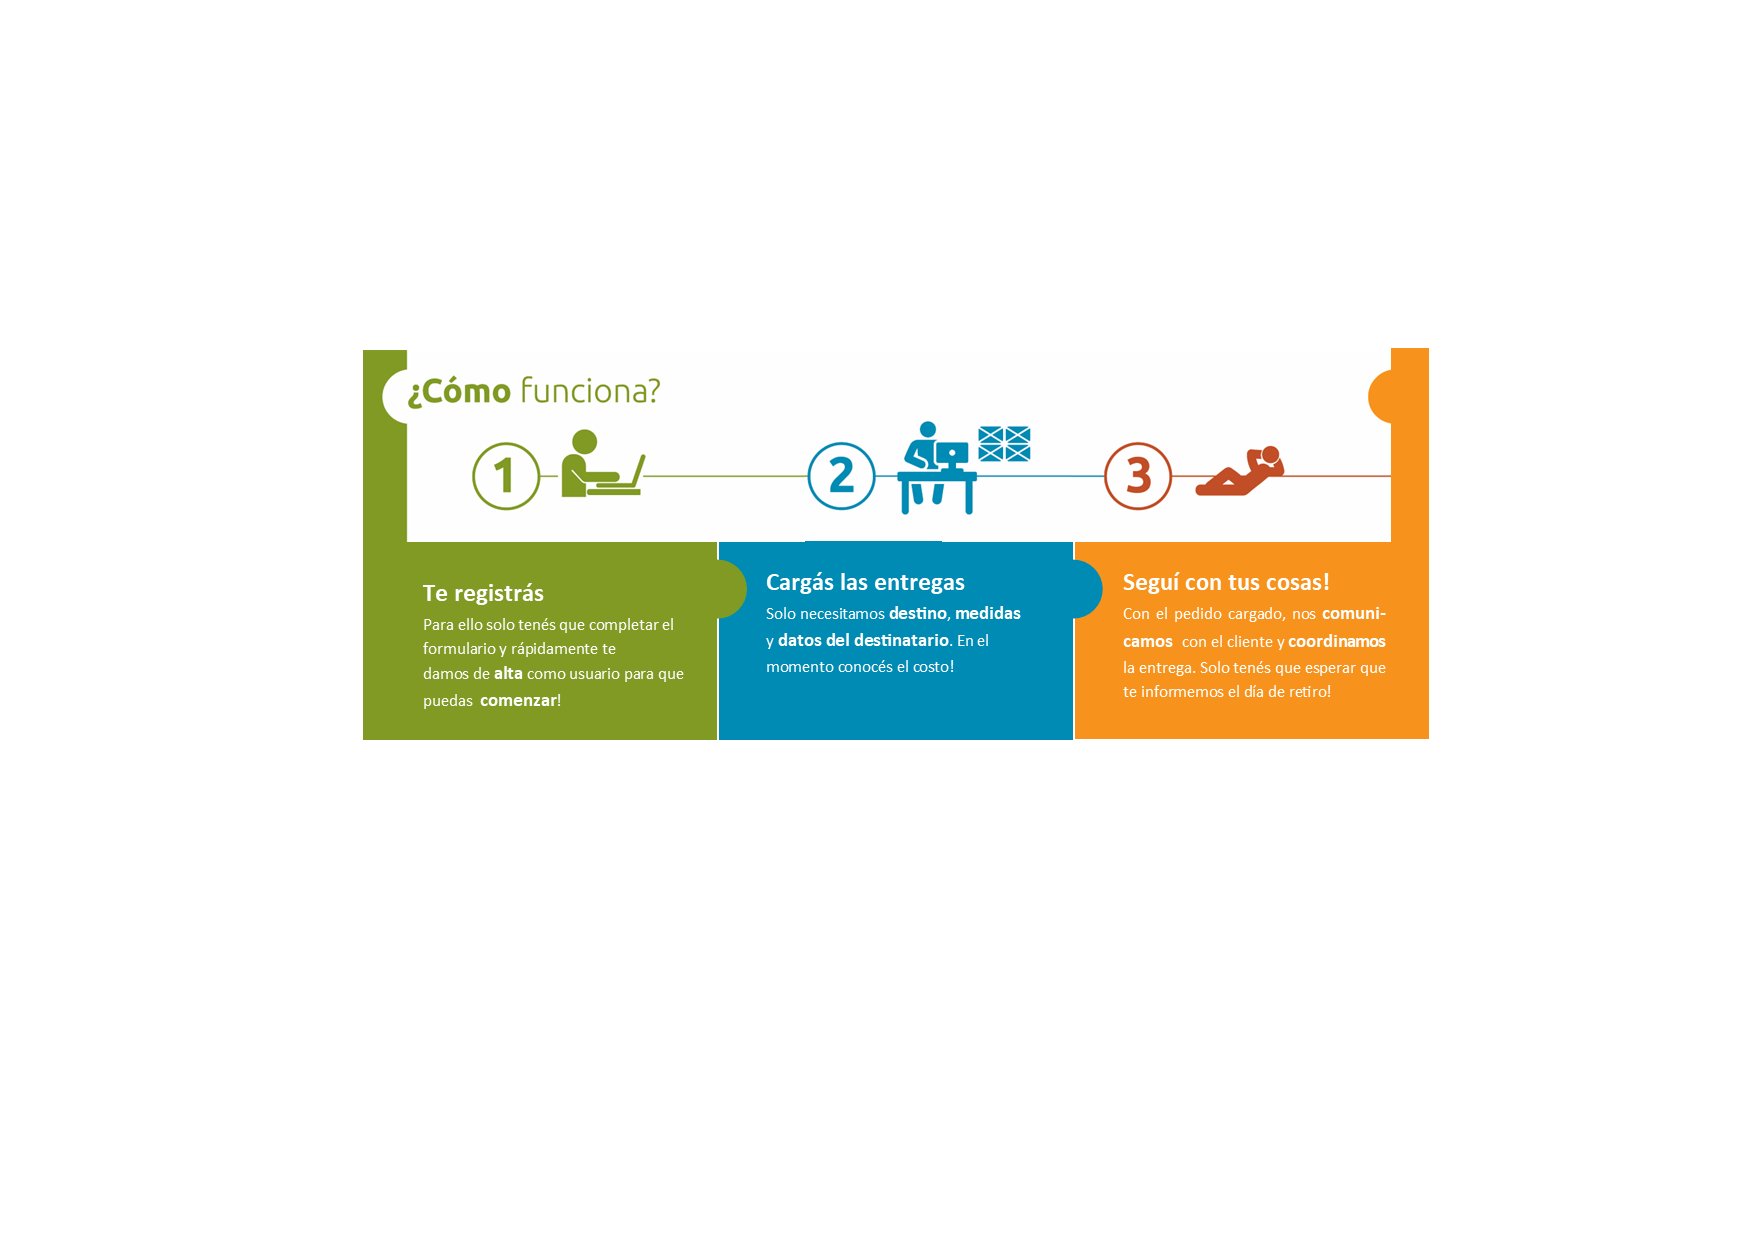 ¿Cómo funciona?
1
2
3
Te registrás
Para ello solo tenés que completar el
formulario y rápidamente te
damos de alta como usuario para que
puedas comenzar!
Cargás las entregas
Solo necesitamos destino, medidas
y datos del destinatario. En el
momento conocés el costo!
Seguí con tus cosas!
Con el pedido cargado, nos comuni-
camos con el cliente y coordinamos
la entrega. Solo tenés que esperar que
te informemos el día de retiro!